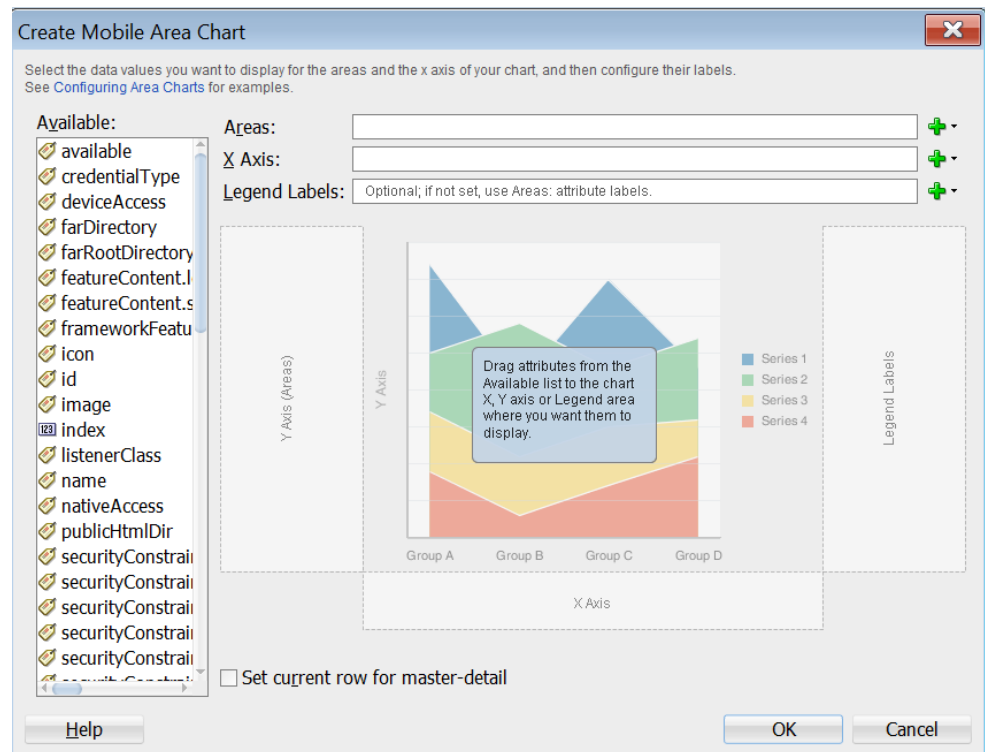 Create Mobile Area Chart
Select the data values you want to display for the areas and the x axis of your chart, and then configure their labels.
See Configuring Area Charts for examples.
Available:
available
credentialType
deviceAccess
farDirectory
farRootDirectory
featureContent.l
featureContent.s
frameworkFeatu
icon
id
image
index
listenerClass
name
nativeAccess
publicHtmlDir
securityConstrai
securityConstrai
securityConstrai
securityConstrai
securityConstrai
Areas:
X Axis:
Legend Labels: Optional; if not set, use Areas: attribute labels.
Y Axis (Areas)
Y Axis
Drag attributes from the
Available list to the chart
X, Y axis or Legend area
where you want them to
display.
Series 1
Series 2
Series 3
Series 4
Legend Labels
Group A Group B Group C Group D
X Axis
Set current row for master-detail
Help OK Cancel